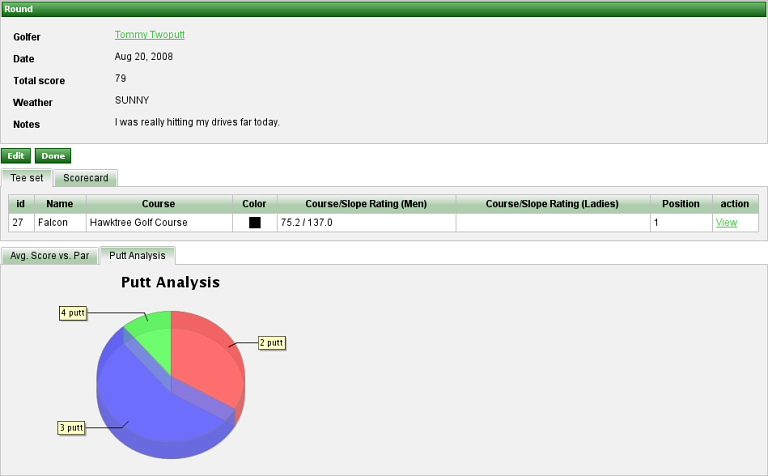 Round
Golfer Tommy Twoputt
Date Aug 20, 2008
Total score 79
Weather SUNNY
Notes I was really hitting my drives far today.
Edit Done
Tee set Scorecard
id Name Course Color Course/Slope Rating (Men) Course/Slope Rating (Ladies) Position action
27 Falcon Hawktree Golf Course 75.2 / 137.0 1 View
Avg. Score vs. Par Putt Analysis
Putt Analysis
4 putt
2 putt
3 putt